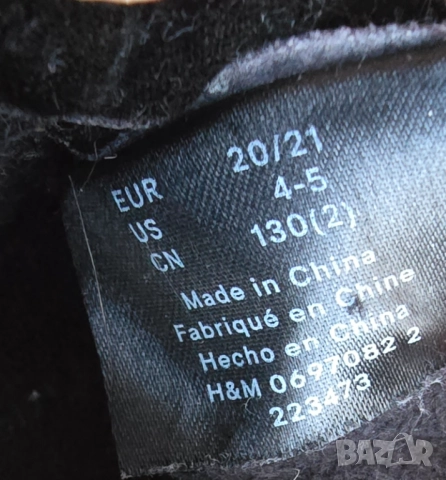 EUR 20/21
US 4-5
CN 130(2)
Made in China
Fabriqué en Chine
Hecho en China
H&M 0697082 2
223473
BAZAR